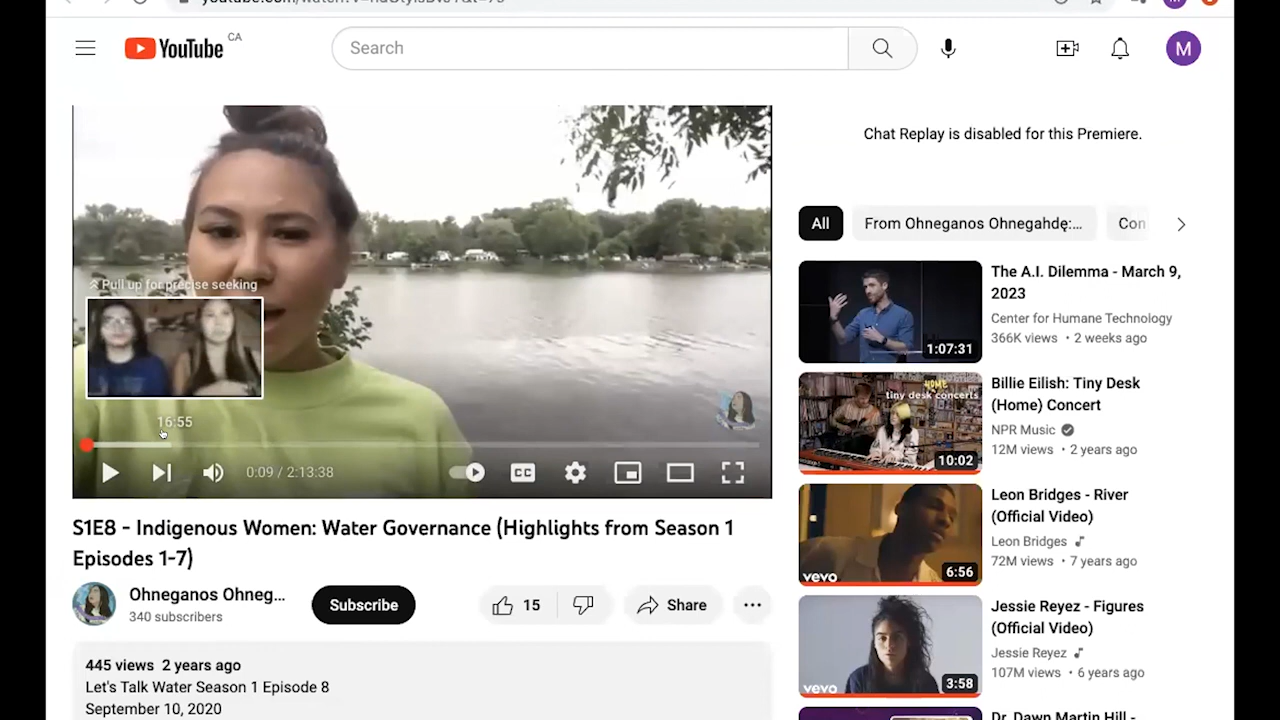 YouTube CA
Search
M
Chat Replay is disabled for this Premiere.
All
From Ohneganos Ohnegahdę:...
Con
Pull up for precise seeking
16:55
0:09 / 2:13:38
CC
S1E8 - Indigenous Women: Water Governance (Highlights from Season 1
Episodes 1-7)
Ohneganos Ohneg...
340 subscribers
Subscribe
15
Share
445 views 2 years ago
Let's Talk Water Season 1 Episode 8
September 10, 2020
1:07:31
The A.I. Dilemma - March 9,
2023
Center for Humane Technology
366K views • 2 weeks ago
HOME
tiny desk concerts
10:02
Billie Eilish: Tiny Desk
(Home) Concert
NPR Music
12M views • 2 years ago
vevo
6:56
Leon Bridges - River
(Official Video)
Leon Bridges
72M views • 7 years ago
vevo
3:58
Jessie Reyez - Figures
(Official Video)
Jessie Reyez
107M views • 6 years ago
Dr. Dawn Martin Hill -